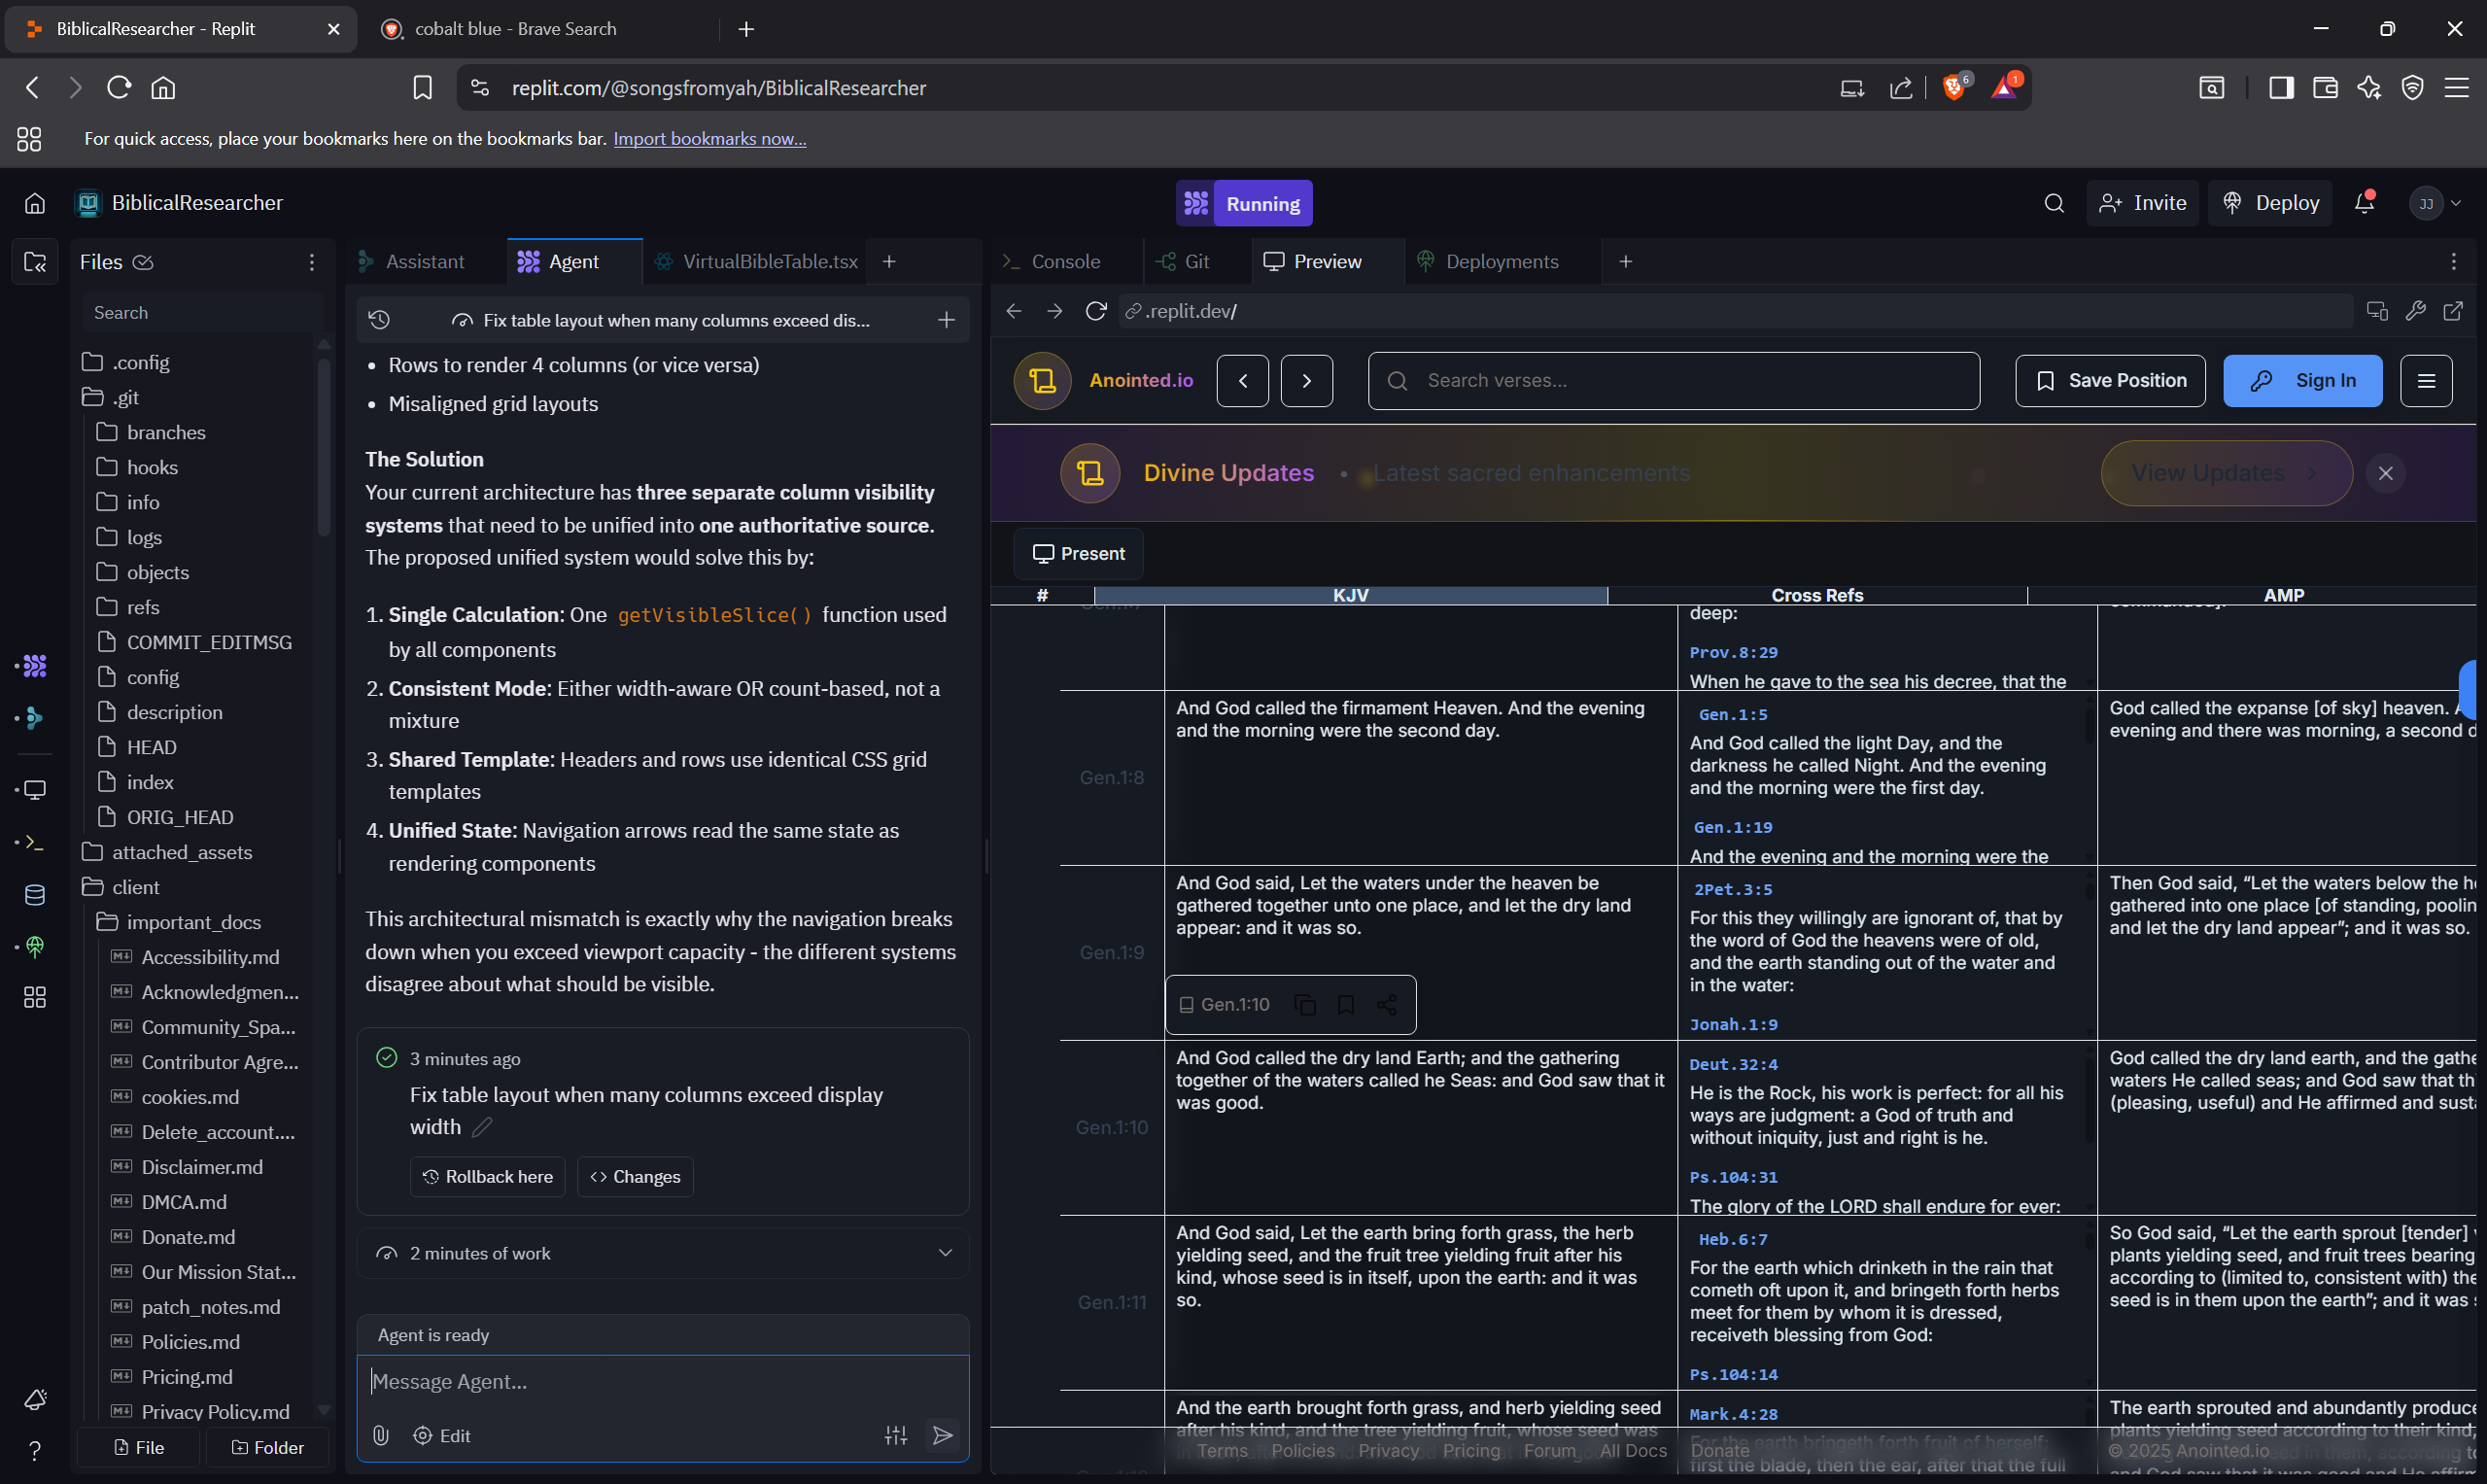 BiblicalResearcher - Replit
cobalt blue - Brave Search
replit.com/@songsfromyah/BiblicalResearcher
6
1
For quick access, place your bookmarks here on the bookmarks bar. Import bookmarks now...
BiblicalResearcher
Running
Invite
Deploy
JJ
Files
Search
.config
.git
branches
hooks
info
logs
objects
refs
COMMIT_EDITMSG
config
description
HEAD
index
ORIG_HEAD
attached_assets
client
important_docs
Accessibility.md
Acknowledgmen...
Community_Spa...
Contributor Agre...
cookies.md
Delete_account....
Disclaimer.md
DMCA.md
Donate.md
Our Mission Stat...
patch_notes.md
Policies.md
Pricing.md
Privacy Policy.md
File
Folder
Assistant
Agent
VirtualBibleTable.tsx
Fix table layout when many columns exceed dis...
• Rows to render 4 columns (or vice versa)
• Misaligned grid layouts
The Solution
Your current architecture has three separate column visibility
systems that need to be unified into one authoritative source.
The proposed unified system would solve this by:
1. Single Calculation: One getVisibleSlice() function used
by all components
2. Consistent Mode: Either width-aware OR count-based, not a
mixture
3. Shared Template: Headers and rows use identical CSS grid
templates
4. Unified State: Navigation arrows read the same state as
rendering components
This architectural mismatch is exactly why the navigation breaks
down when you exceed viewport capacity - the different systems
disagree about what should be visible.
3 minutes ago
Fix table layout when many columns exceed display
width
Rollback here
Changes
2 minutes of work
Agent is ready
Message Agent...
Edit
Console
Git
Preview
Deployments
.replit.dev/
Anointed.io
Search verses...
Save Position
Sign In
Divine Updates • Latest sacred enhancements
View Updates
Present
# KJV Cross Refs AMP
deep:
Prov.8:29
When he gave to the sea his decree, that the
Gen.1:8
And God called the firmament Heaven. And the evening
and the morning were the second day.
Gen.1:5
And God called the light Day, and the
darkness he called Night. And the evening
and the morning were the first day.
Gen.1:19
And the evening and the morning were the
God called the expanse [of sky] heaven.
evening and there was morning, a second d
Gen.1:9
And God said, Let the waters under the heaven be
gathered together unto one place, and let the dry land
appear: and it was so.
2Pet.3:5
For this they willingly are ignorant of, that by
the word of God the heavens were of old,
and the earth standing out of the water and
in the water:
Jonah.1:9
Then God said, “Let the waters below the he
gathered into one place [of standing, poolin
and let the dry land appear”; and it was so.
Gen.1:10
Gen.1:10
And God called the dry land Earth; and the gathering
together of the waters called he Seas: and God saw that it
was good.
Deut.32:4
He is the Rock, his work is perfect: for all his
ways are judgment: a God of truth and
without iniquity, just and right is he.
Ps.104:31
The glory of the LORD shall endure for ever:
God called the dry land earth, and the gathe
waters He called seas; and God saw that th
(pleasing, useful) and He affirmed and susta
Gen.1:11
And God said, Let the earth bring forth grass, the herb
yielding seed, and the fruit tree yielding fruit after his
kind, whose seed is in itself, upon the earth: and it was
so.
Heb.6:7
For the earth which drinketh in the rain that
cometh oft upon it, and bringeth forth herbs
meet for them by whom it is dressed,
receiveth blessing from God:
Ps.104:14
So God said, “Let the earth sprout [tender]
plants yielding seed, and fruit trees bearing
according to (limited to, consistent with) the
seed is in them upon the earth”; and it was
And the earth brought forth grass, and herb yielding seed
after his kind, and the tree yielding fruit, whose seed was
Mark.4:28
For the earth bringeth forth fruit of herself;
first the blade, then the ear, after that the full
The earth sprouted and abundantly produce
plants yielding seed according to their kind,
Terms Policies Privacy Pricing Forum All Docs Donate
© 2025 Anointed.io